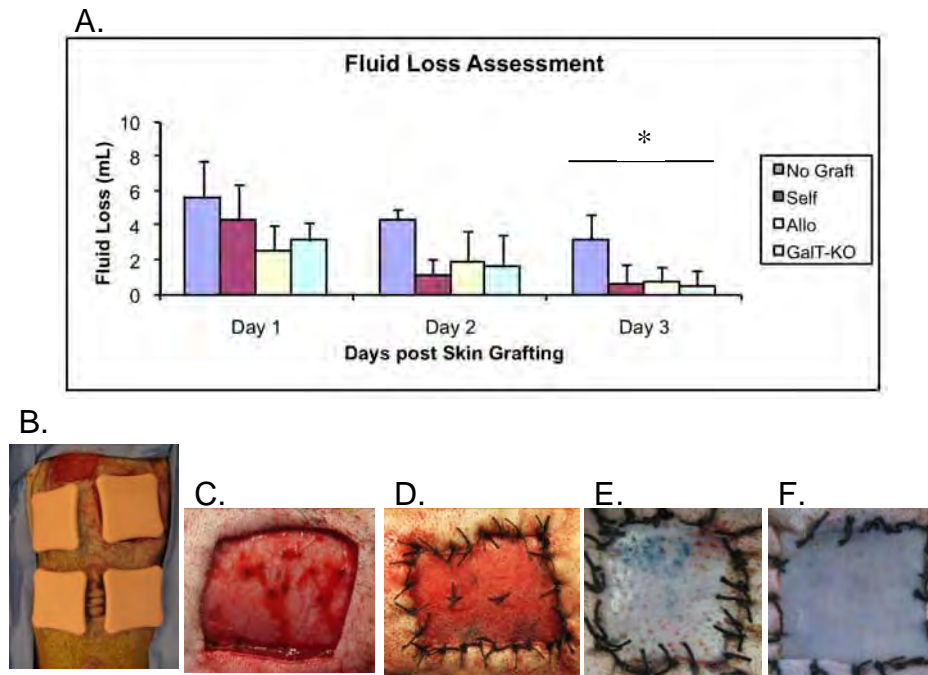 A.
Fluid Loss Assessment
10
8
6
4
2
0
Fluid Loss (mL)
*
No Graft
Self
Allo
GalT-KO
Day 1 Day 2 Day 3
Days post Skin Grafting
B.
C. D. E. F.